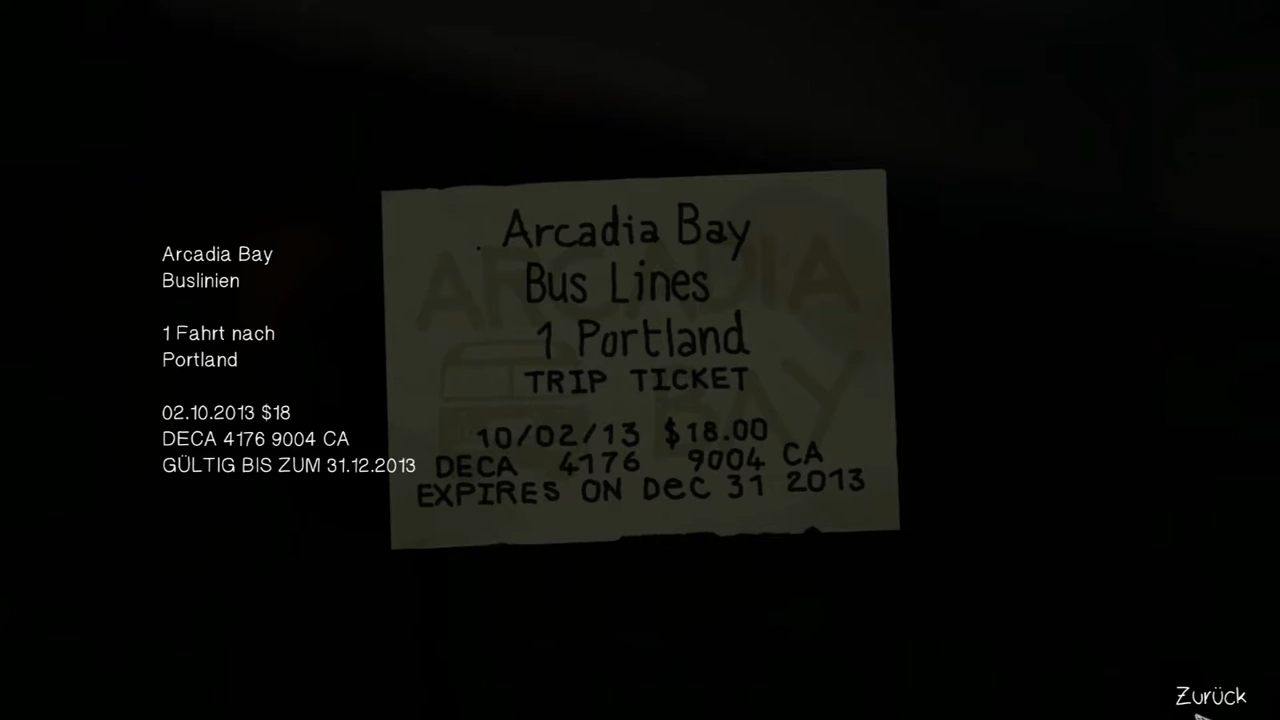 Arcadia Bay
Buslinien
1 Fahrt nach
Portland
02.10.2013 $18
DECA 4176 9004 CA
GÜLTIG BIS ZUM 31.12.2013
Arcadia Bay
Bus Lines
1 Portland
TRIP TICKET
10/02/13 $18.00
DECA 4176 9004 CA
EXPIRES ON DEC 31 2013
ARCADIA
BAY
Zurück